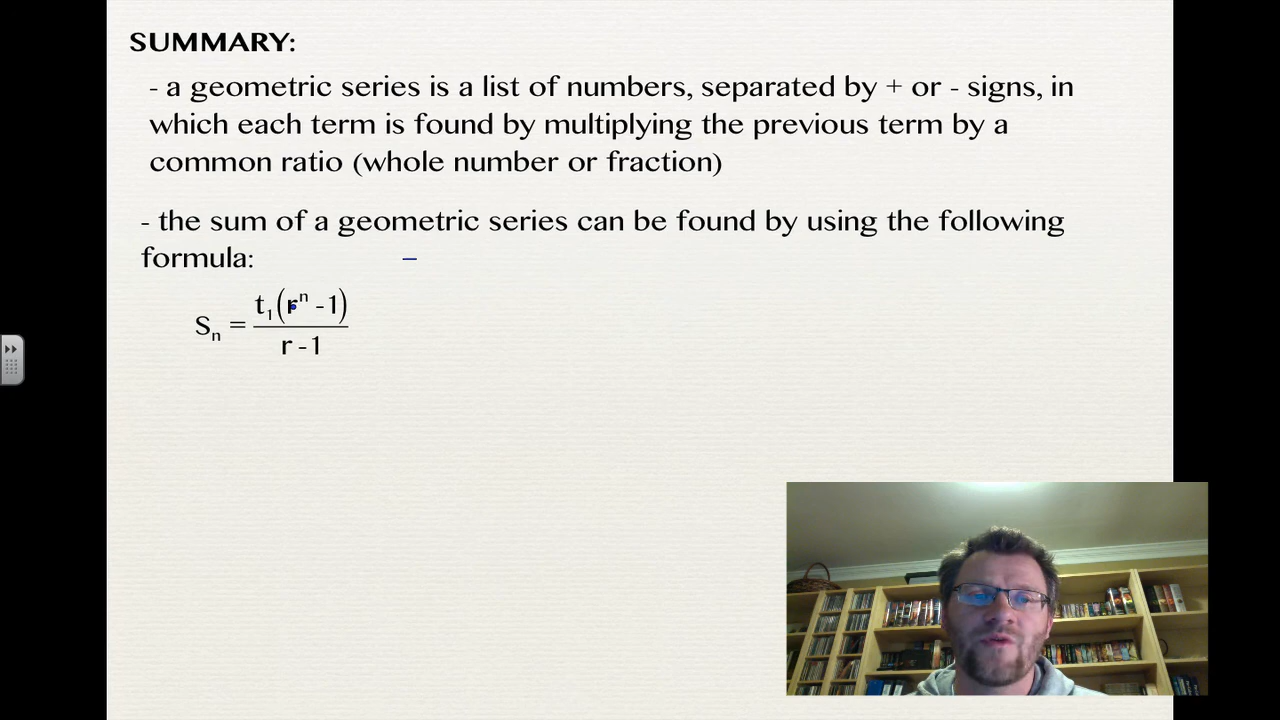 SUMMARY:
- a geometric series is a list of numbers, separated by + or - signs, in
which each term is found by multiplying the previous term by a
common ratio (whole number or fraction)
- the sum of a geometric series can be found by using the following
formula:
Sₙ = t₁(rⁿ - 1) / r - 1